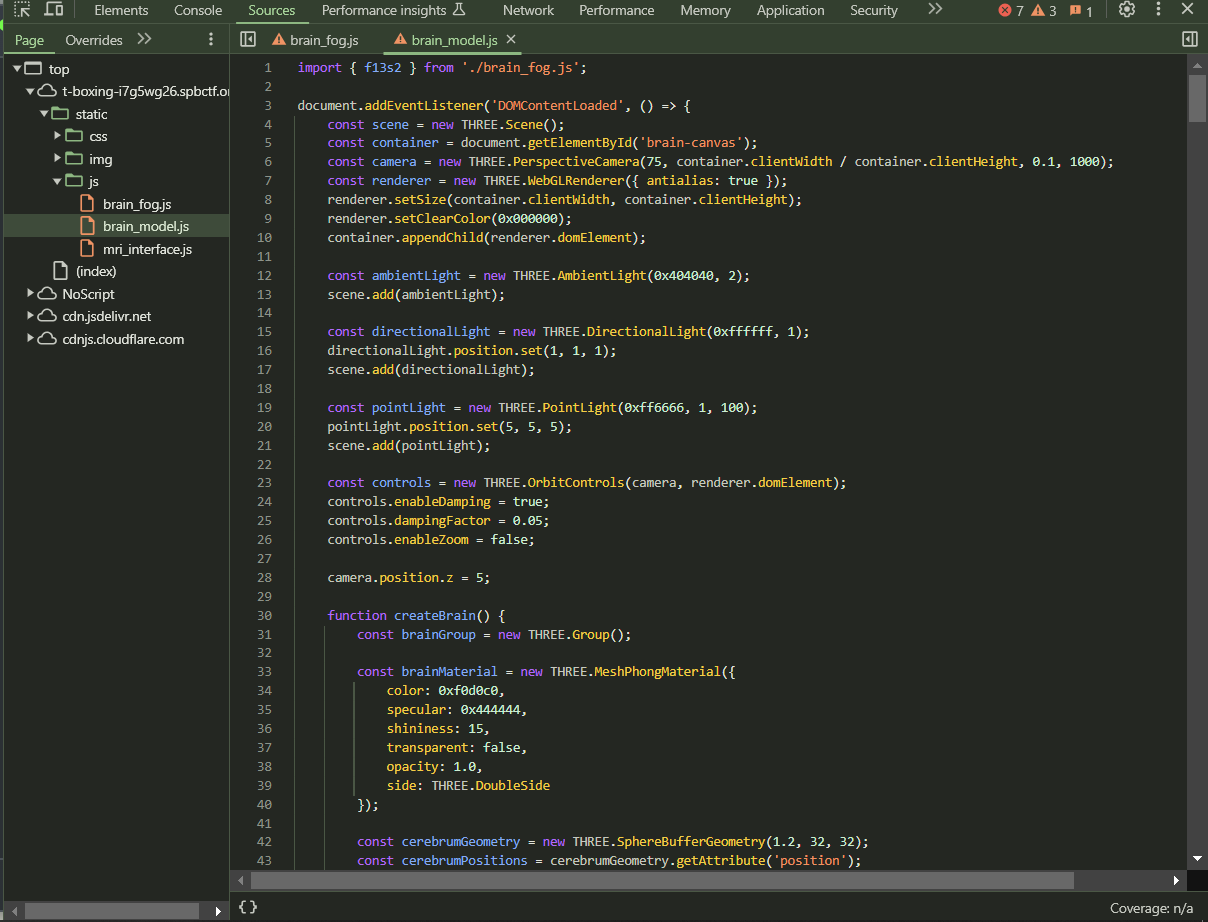 Elements Console Sources Performance insights Network Performance Memory Application Security 7 3 1
Page Overrides brain_fog.js brain_model.js
top
t-boxing-i7g5wg26.spbctf.or
static
css
img
js
brain_fog.js
brain_model.js
mri_interface.js
(index)
NoScript
cdn.jsdelivr.net
cdnjs.cloudflare.com
1 import { f13s2 } from './brain_fog.js';
2
3 document.addEventListener('DOMContentLoaded', () => {
4 const scene = new THREE.Scene();
5 const container = document.getElementById('brain-canvas');
6 const camera = new THREE.PerspectiveCamera(75, container.clientWidth / container.clientHeight, 0.1, 1000);
7 const renderer = new THREE.WebGLRenderer({ antialias: true });
8 renderer.setSize(container.clientWidth, container.clientHeight);
9 renderer.setClearColor(0x000000);
10 container.appendChild(renderer.domElement);
11
12 const ambientLight = new THREE.AmbientLight(0x404040, 2);
13 scene.add(ambientLight);
14
15 const directionalLight = new THREE.DirectionalLight(0xffffff, 1);
16 directionalLight.position.set(1, 1, 1);
17 scene.add(directionalLight);
18
19 const pointLight = new THREE.PointLight(0xff6666, 1, 100);
20 pointLight.position.set(5, 5, 5);
21 scene.add(pointLight);
22
23 const controls = new THREE.OrbitControls(camera, renderer.domElement);
24 controls.enableDamping = true;
25 controls.dampingFactor = 0.05;
26 controls.enableZoom = false;
27
28 camera.position.z = 5;
29
30 function createBrain() {
31 const brainGroup = new THREE.Group();
32
33 const brainMaterial = new THREE.MeshPhongMaterial({
34 color: 0xf0d0c0,
35 specular: 0x444444,
36 shininess: 15,
37 transparent: false,
38 opacity: 1.0,
39 side: THREE.DoubleSide
40 });
41
42 const cerebrumGeometry = new THREE.SphereBufferGeometry(1.2, 32, 32);
43 const cerebrumPositions = cerebrumGeometry.getAttribute('position');
{} Coverage: n/a